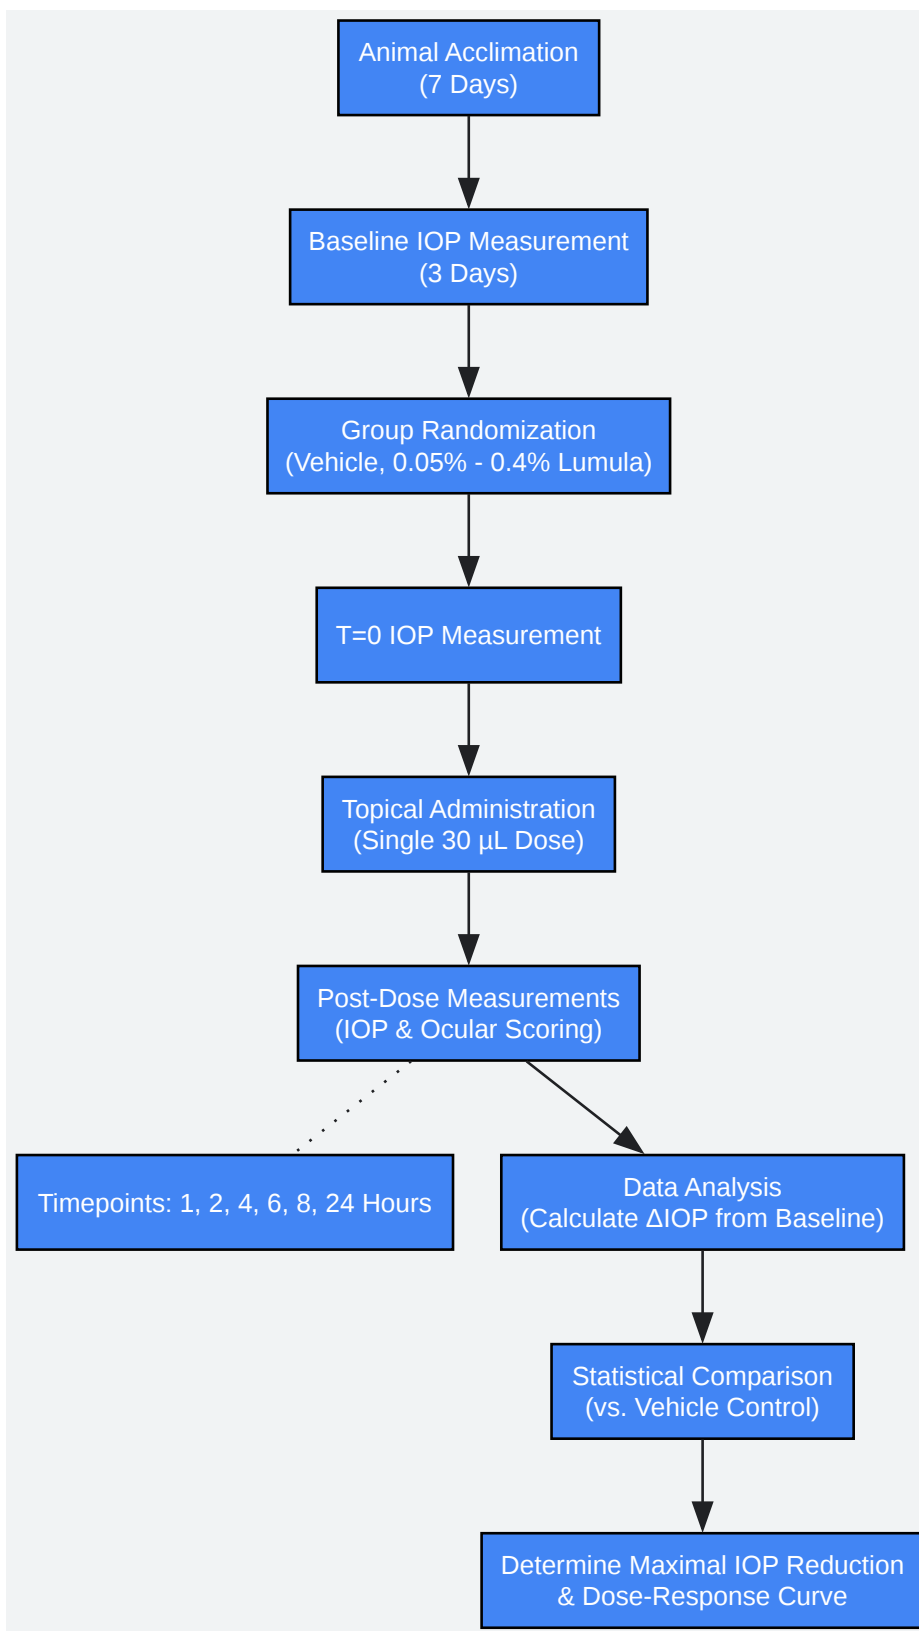 Animal Acclimation
(7 Days)
Baseline IOP Measurement
(3 Days)
Group Randomization
(Vehicle, 0.05% - 0.4% Lumula)
T=0 IOP Measurement
Topical Administration
(Single 30 µL Dose)
Post-Dose Measurements
(IOP & Ocular Scoring)
Timepoints: 1, 2, 4, 6, 8, 24 Hours
Data Analysis
(Calculate ΔIOP from Baseline)
Statistical Comparison
(vs. Vehicle Control)
Determine Maximal IOP Reduction
& Dose-Response Curve